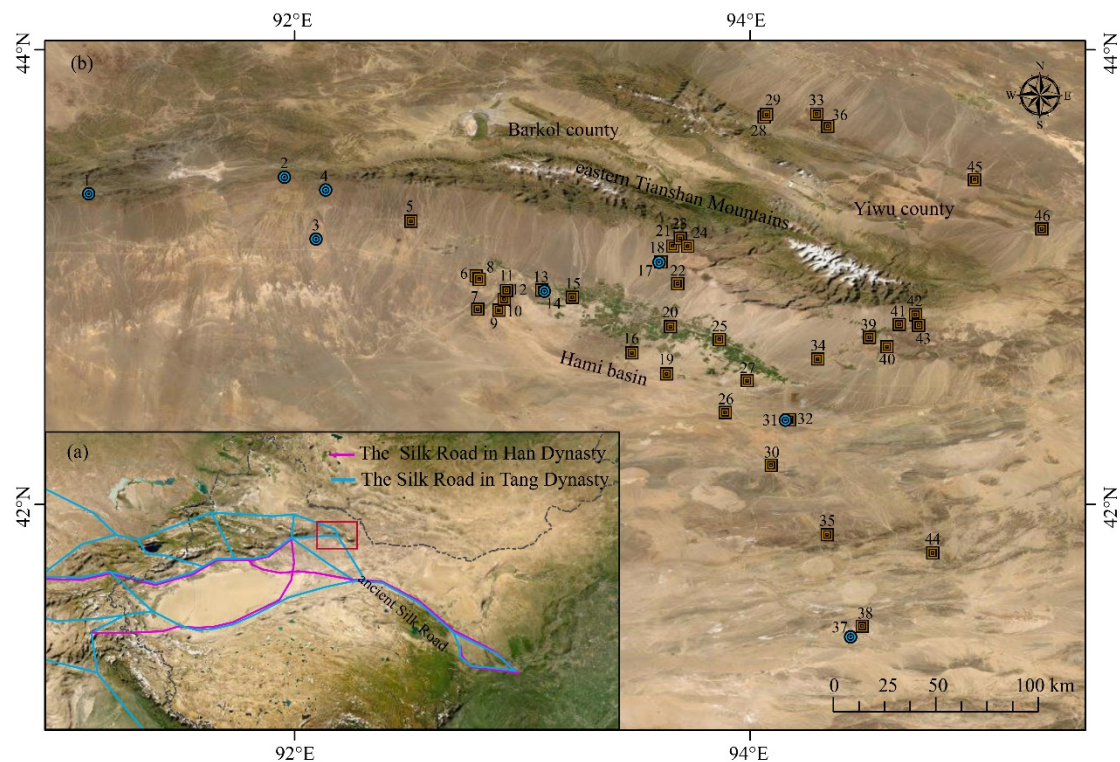 92°E
94°E
44°N
44°N
(b)
N
W
E
S
29
28
33
36
Barkol county
2
1
4
eastern Tianshan Mountains
45
Yiwu county
3
5
23
21
24
46
18
17
6
8
11
13
12
15
14
22
7
9
10
42
41
43
20
25
39
40
16
34
Hami basin
19
27
26
31
32
(a)
The Silk Road in Han Dynasty
30
The Silk Road in Tang Dynasty
42°N
42°N
35
44
ancient Silk Road
38
37
0 25 50 100 km
92°E
94°E